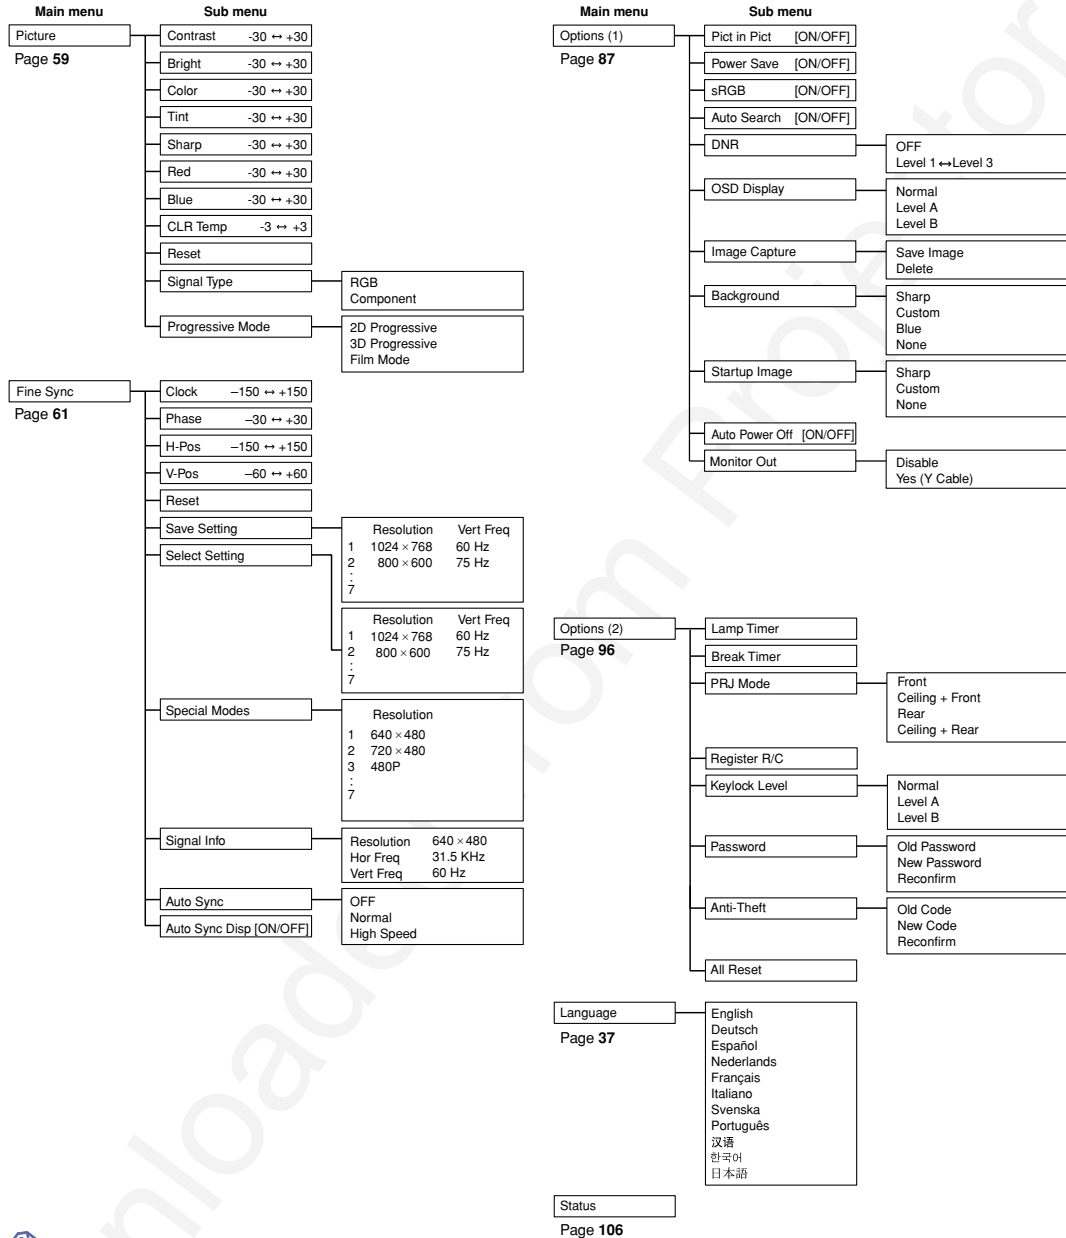 Main menu Sub menu
Picture
Page 59
Contrast -30 ↔ +30
Bright -30 ↔ +30
Color -30 ↔ +30
Tint -30 ↔ +30
Sharp -30 ↔ +30
Red -30 ↔ +30
Blue -30 ↔ +30
CLR Temp -3 ↔ +3
Reset
Signal Type
RGB
Component
Progressive Mode
2D Progressive
3D Progressive
Film Mode
Fine Sync
Page 61
Clock –150 ↔ +150
Phase –30 ↔ +30
H-Pos –150 ↔ +150
V-Pos –60 ↔ +60
Reset
Save Setting
Resolution Vert Freq
1 1024 × 768 60 Hz
2 800 × 600 75 Hz
:
7
Select Setting
Resolution Vert Freq
1 1024 × 768 60 Hz
2 800 × 600 75 Hz
:
7
Special Modes
Resolution
1 640 × 480
2 720 × 480
3 480P
:
7
Signal Info
Resolution 640 × 480
Hor Freq 31.5 KHz
Vert Freq 60 Hz
Auto Sync
OFF
Normal
High Speed
Auto Sync Disp [ON/OFF]
Main menu Sub menu
Options (1)
Page 87
Pict in Pict [ON/OFF]
Power Save [ON/OFF]
sRGB [ON/OFF]
Auto Search [ON/OFF]
DNR
OFF
Level 1 ↔ Level 3
OSD Display
Normal
Level A
Level B
Image Capture
Save Image
Delete
Background
Sharp
Custom
Blue
None
Startup Image
Sharp
Custom
None
Auto Power Off [ON/OFF]
Monitor Out
Disable
Yes (Y Cable)
Options (2)
Page 96
Lamp Timer
Break Timer
PRJ Mode
Front
Ceiling + Front
Rear
Ceiling + Rear
Register R/C
Keylock Level
Normal
Level A
Level B
Password
Old Password
New Password
Reconfirm
Anti-Theft
Old Code
New Code
Reconfirm
All Reset
Language
Page 37
English
Deutsch
Español
Nederlands
Français
Italiano
Svenska
Português
汉语
한국어
日本語
Status
Page 106